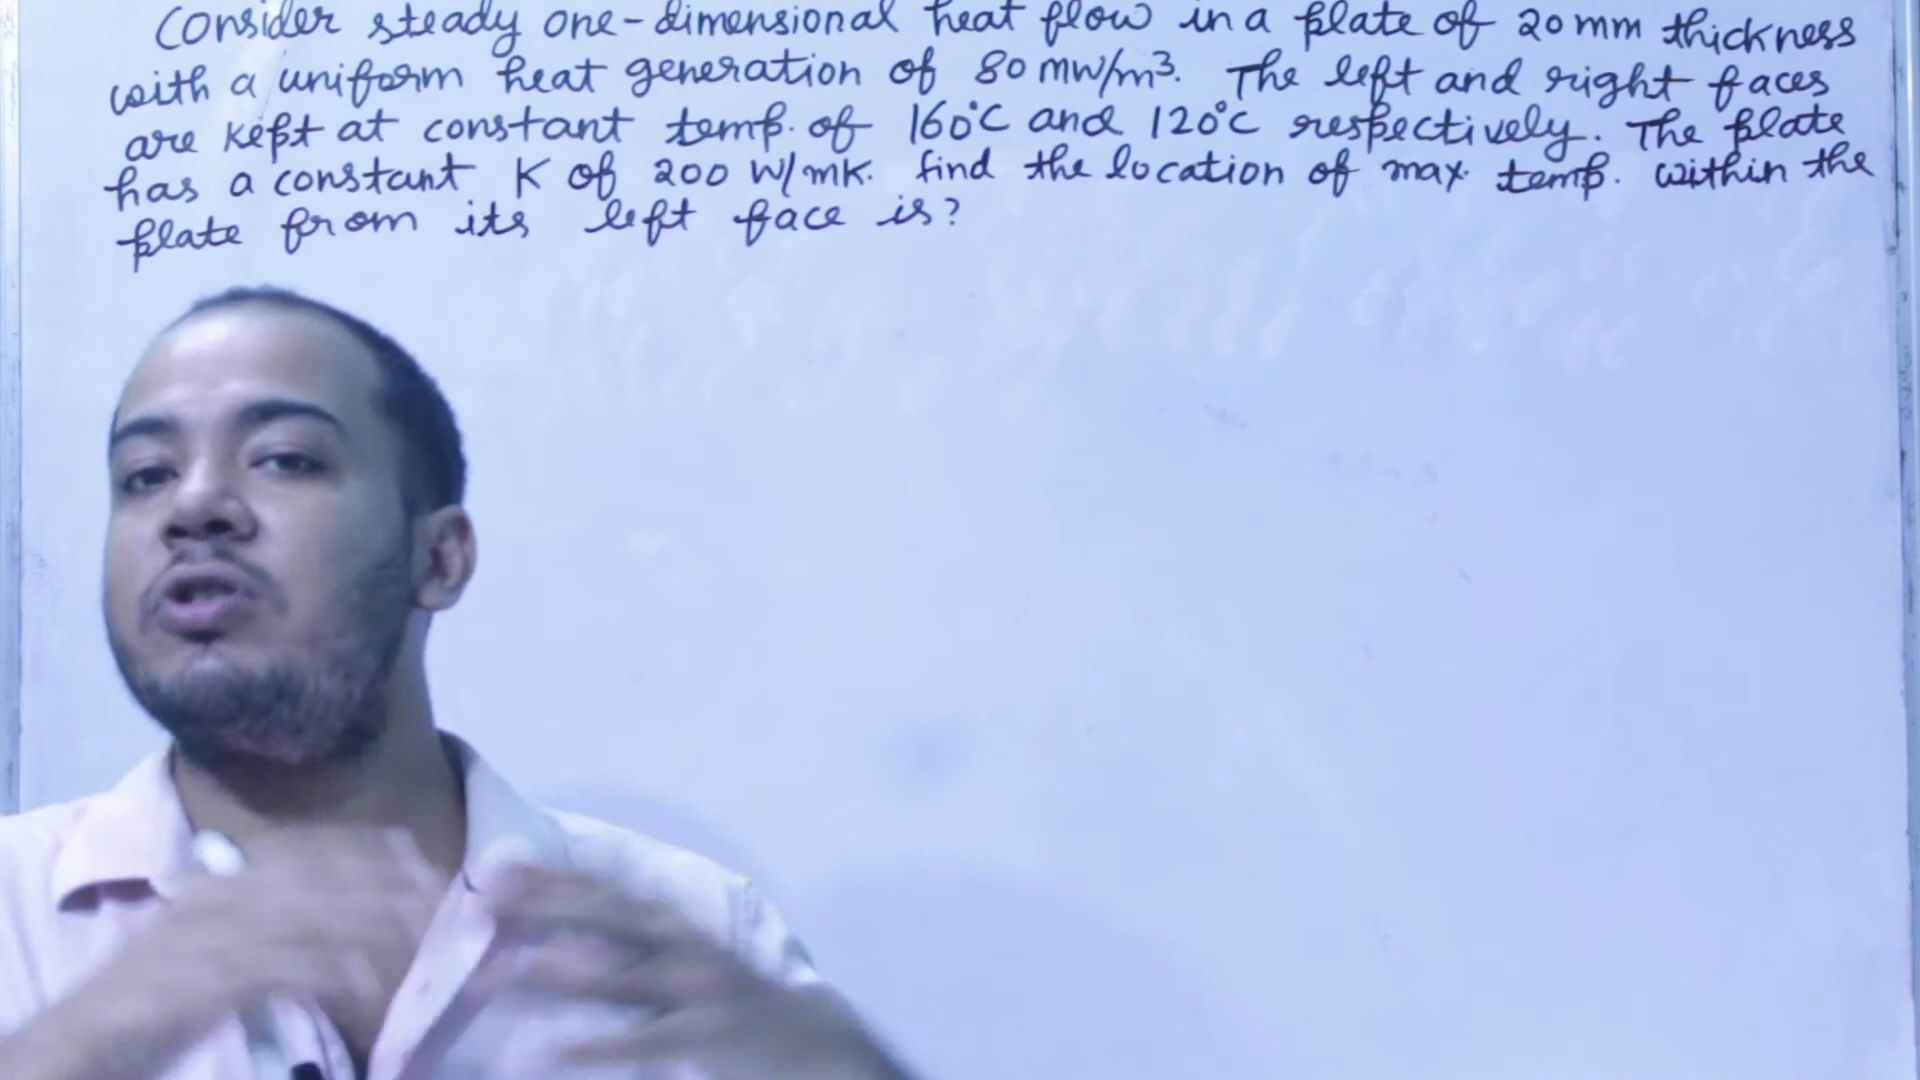 Consider steady one-dimensional heat flow in a plate of 20mm thickness
with a uniform heat generation of 80 MW/m³. The left and right faces
are kept at constant temp. of 160°C and 120°C respectively. The plate
has a constant K of 200 W/mK. find the location of max. temp. within the
plate from its left face is?